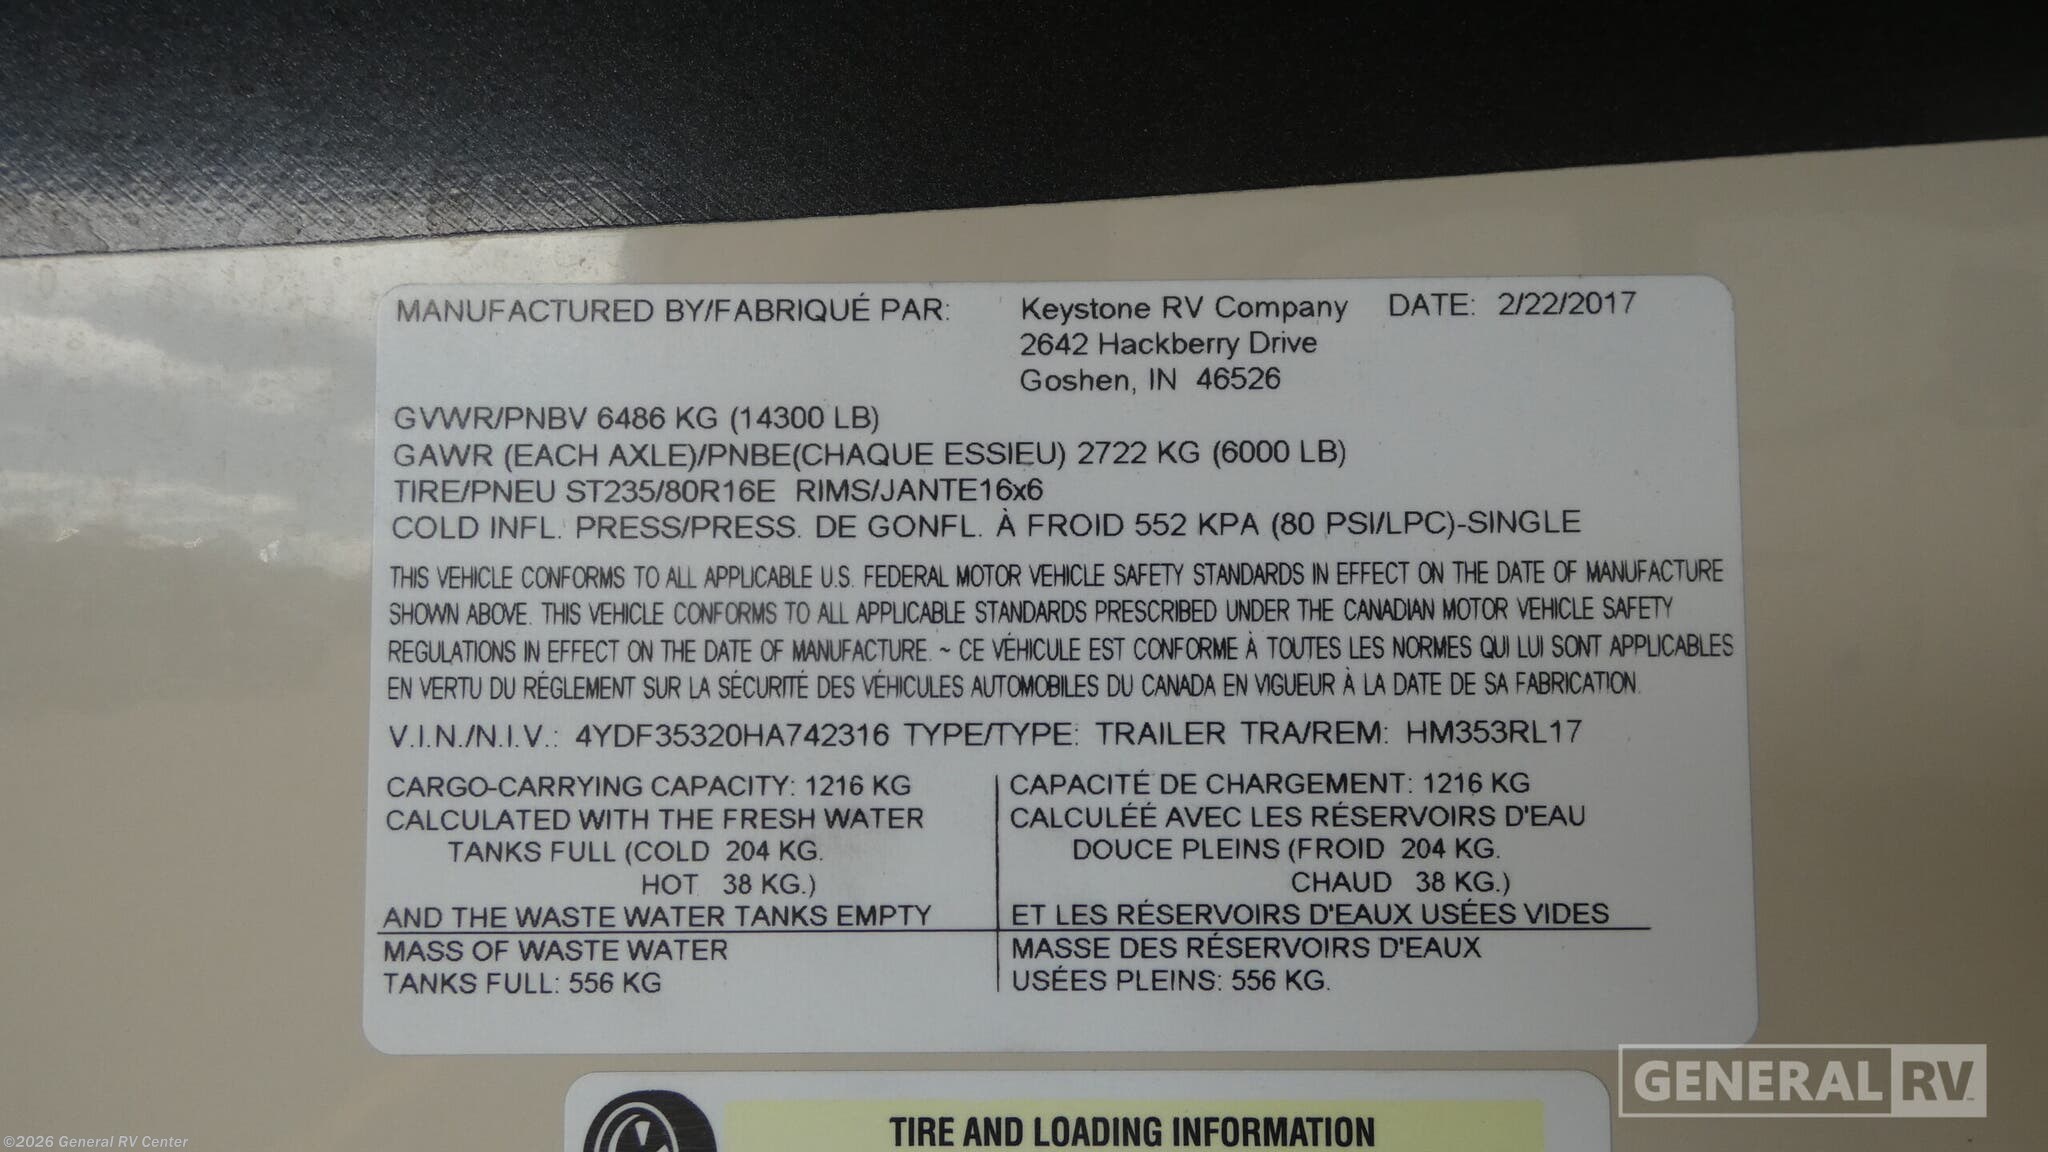 MANUFACTURED BY/FABRIQUÉ PAR: Keystone RV Company DATE: 2/22/2017
2642 Hackberry Drive
Goshen, IN 46526
GVWR/PNBV 6486 KG (14300 LB)
GAWR (EACH AXLE)/PNBE(CHAQUE ESSIEU) 2722 KG (6000 LB)
TIRE/PNEU ST235/80R16E RIMS/JANTE16x6
COLD INFL. PRESS/PRESS. DE GONFL. À FROID 552 KPA (80 PSI/LPC)-SINGLE
THIS VEHICLE CONFORMS TO ALL APPLICABLE U.S. FEDERAL MOTOR VEHICLE SAFETY STANDARDS IN EFFECT ON THE DATE OF MANUFACTURE
SHOWN ABOVE. THIS VEHICLE CONFORMS TO ALL APPLICABLE STANDARDS PRESCRIBED UNDER THE CANADIAN MOTOR VEHICLE SAFETY
REGULATIONS IN EFFECT ON THE DATE OF MANUFACTURE. ~ CE VÉHICULE EST CONFORME À TOUTES LES NORMES QUI LUI SONT APPLICABLES
EN VERTU DU RÉGLEMENT SUR LA SÉCURITÉ DES VÉHICULES AUTOMOBILES DU CANADA EN VIGUEUR À LA DATE DE SA FABRICATION.
V.I.N./N.I.V.: 4YDF35320HA742316 TYPE/TYPE: TRAILER TRA/REM: HM353RL17
CARGO-CARRYING CAPACITY: 1216 KG
CALCULATED WITH THE FRESH WATER
TANKS FULL (COLD 204 KG.
HOT 38 KG.)
AND THE WASTE WATER TANKS EMPTY
MASS OF WASTE WATER
TANKS FULL: 556 KG
CAPACITÉ DE CHARGEMENT: 1216 KG
CALCULÉÉ AVEC LES RÉSERVOIRS D'EAU
DOUCE PLEINS (FROID 204 KG.
CHAUD 38 KG.)
ET LES RÉSERVOIRS D'EAUX USÉES VIDES
MASSE DES RÉSERVOIRS D'EAUX
USÉES PLEINS: 556 KG.
TIRE AND LOADING INFORMATION
GENERAL RV
©2026 General RV Center